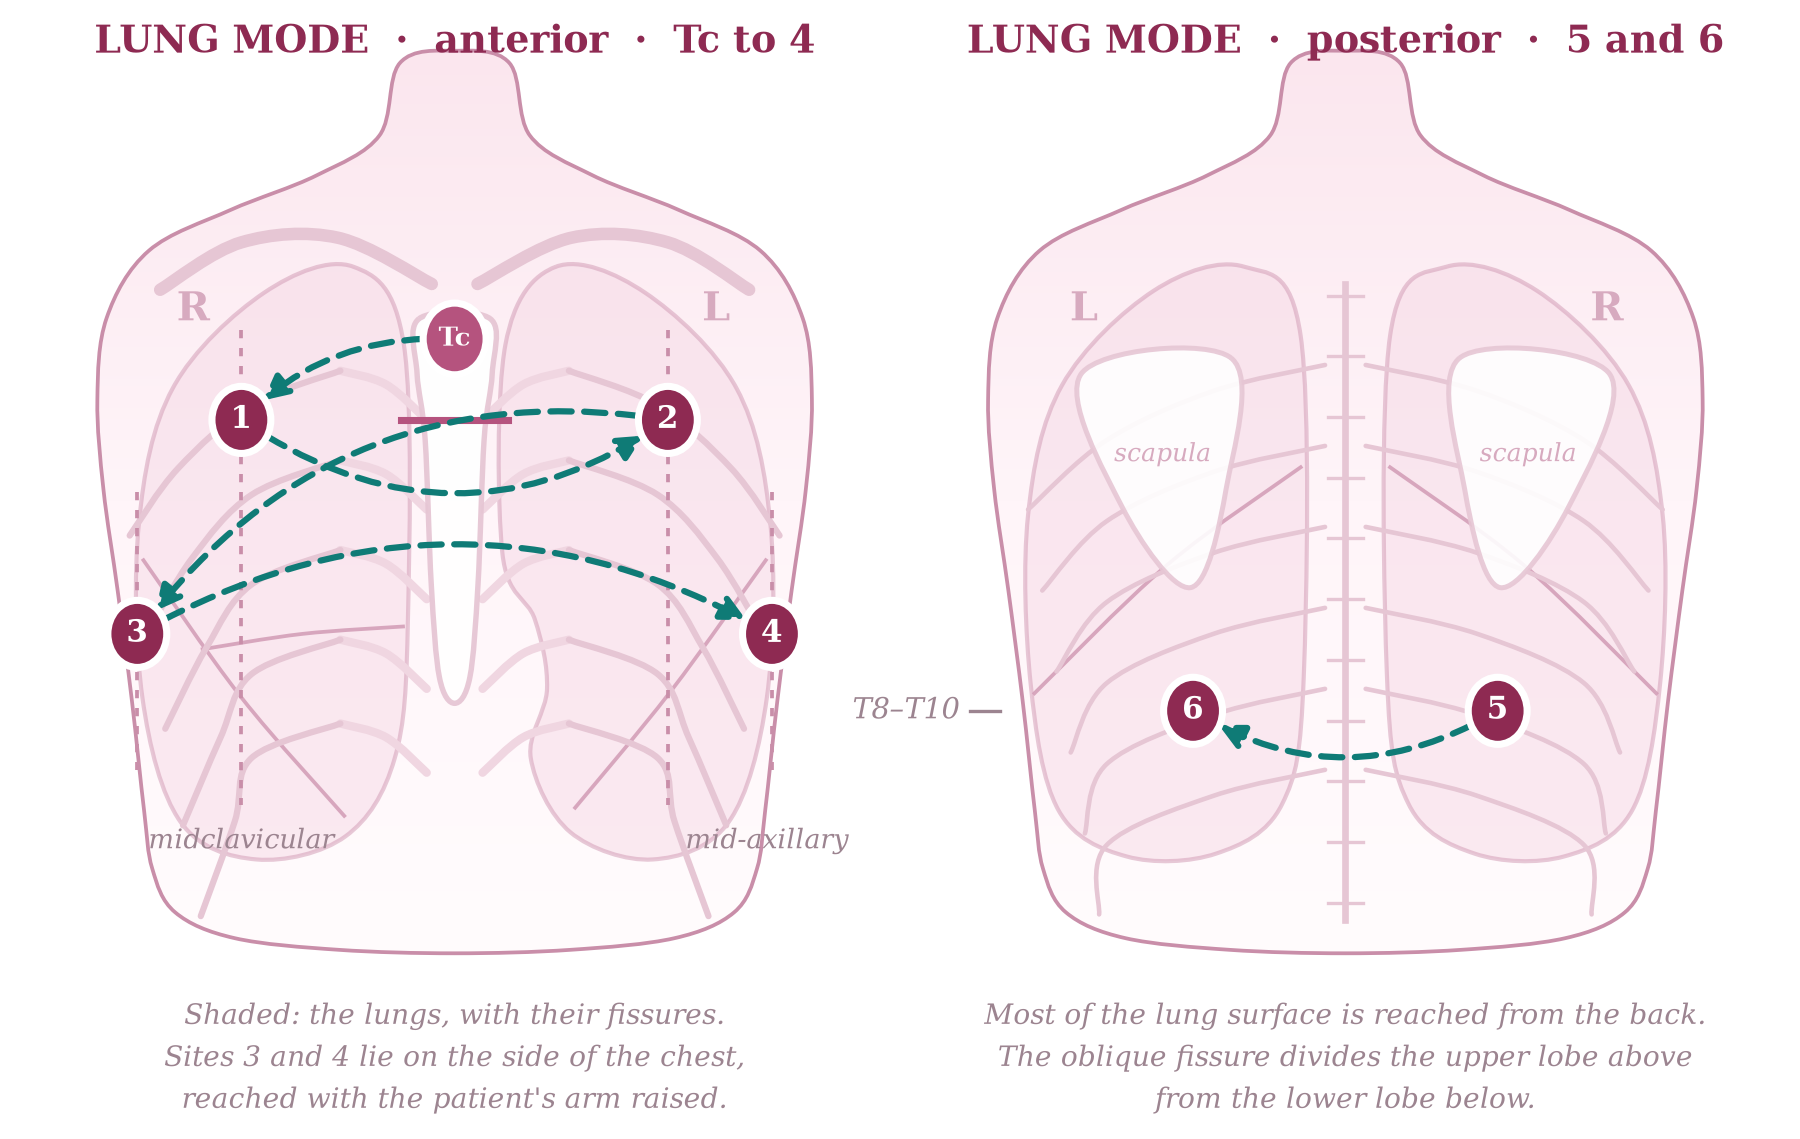 LUNG MODE · anterior · Tc to 4
R
L
Tc
1
2
3
4
midclavicular
mid-axillary
Shaded: the lungs, with their fissures.
Sites 3 and 4 lie on the side of the chest,
reached with the patient's arm raised.
LUNG MODE · posterior · 5 and 6
L
R
scapula
scapula
T8–T10
6
5
Most of the lung surface is reached from the back.
The oblique fissure divides the upper lobe above
from the lower lobe below.